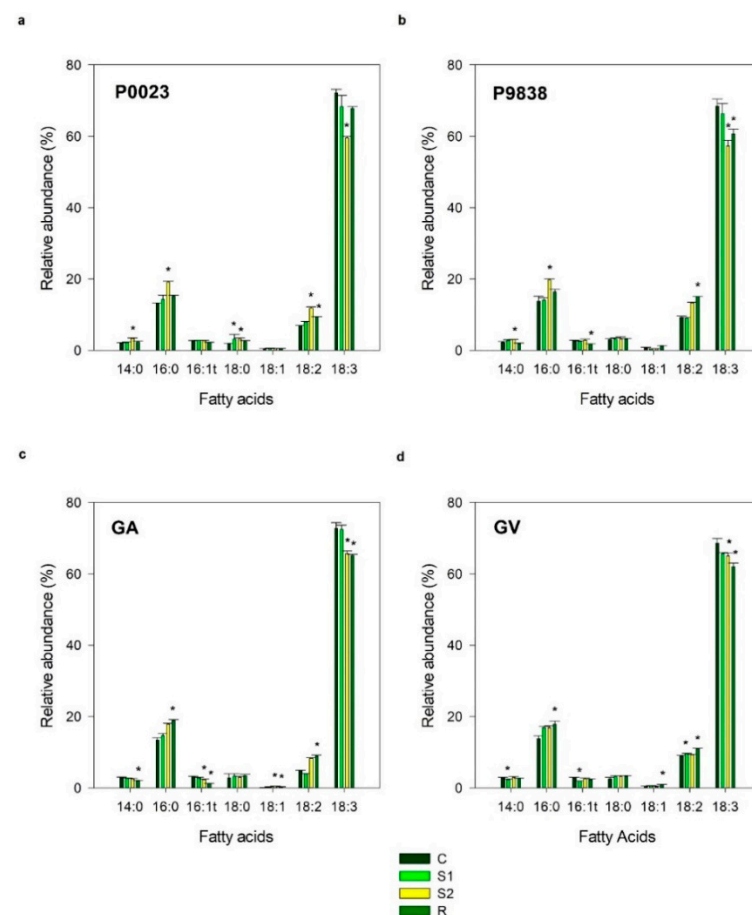 a
P0023
Relative abundance (%)
80
60
40
20
0
14:0 16:0 16:1t 18:0 18:1 18:2 18:3
Fatty acids
* * * * * * *
b
P9838
Relative abundance (%)
80
60
40
20
0
14:0 16:0 16:1t 18:0 18:1 18:2 18:3
Fatty acids
* * * * * *
c
GA
Relative abundance (%)
80
60
40
20
0
14:0 16:0 16:1t 18:0 18:1 18:2 18:3
Fatty acids
* * * * * * * * *
d
GV
Relative abundance (%)
80
60
40
20
0
14:0 16:0 16:1t 18:0 18:1 18:2 18:3
Fatty Acids
* * * * * * * *
C
S1
S2
R